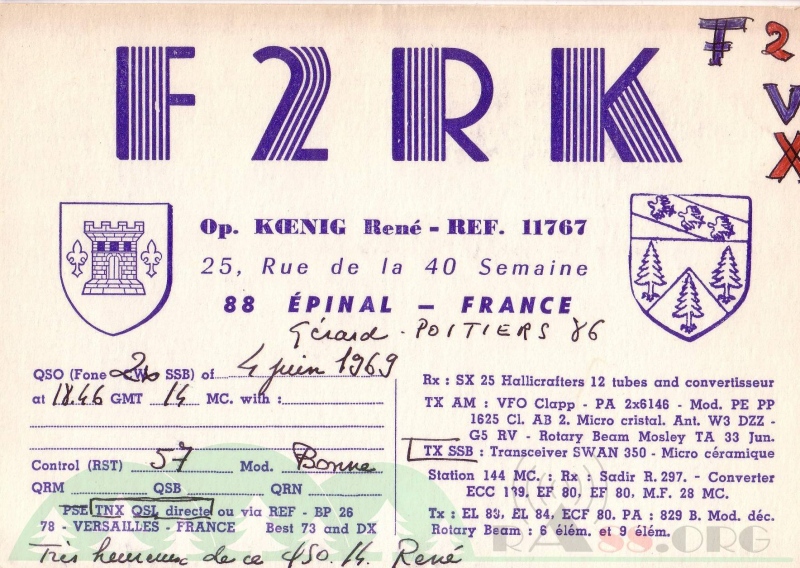 F2RK
F2VX
Op. KŒNIG René - REF. 11767
25, Rue de la 40 Semaine
88 ÉPINAL — FRANCE
Gérard - POITIERS 86
QSO (Fone SSB) of 4 juin 1969
at 18.46 GMT 14 MC. with :
Control (RST) 57 Mod. Bonne
QRM QSB QRN
PSE TNX QSL directe ou via REF - BP 26
78 - VERSAILLES - FRANCE Best 73 and DX
Très heureux de ce QSO. 14. René
Rx : SX 25 Hallicrafters 12 tubes and convertisseur
TX AM : VFO Clapp - PA 2x6146 - Mod. PE PP
1625 Cl. AB 2. Micro cristal. Ant. W3 DZZ -
G5 RV - Rotary Beam Mosley TA 33 Jun.
TX SSB : Transceiver SWAN 350 - Micro céramique
Station 144 MC. : Rx : Sadir R. 297. - Converter
ECC 189, EF 80, EF 80, M.F. 28 MC.
Tx : EL 83, EL 84, ECF 80, PA : 829 B. Mod. déc.
Rotary Beam : 6 élém. et 9 élém.
RA88.ORG